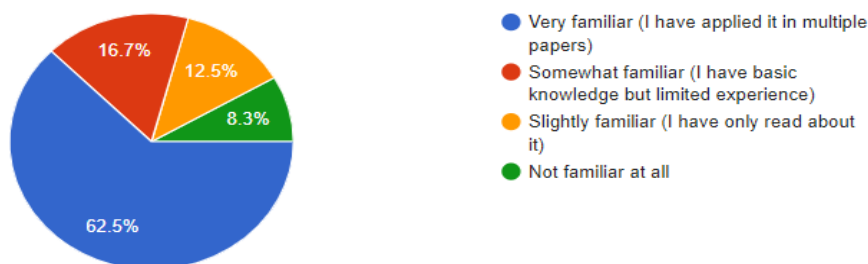 16.7%
12.5%
8.3%
62.5%
Very familiar (I have applied it in multiple
papers)
Somewhat familiar (I have basic
knowledge but limited experience)
Slightly familiar (I have only read about
it)
Not familiar at all